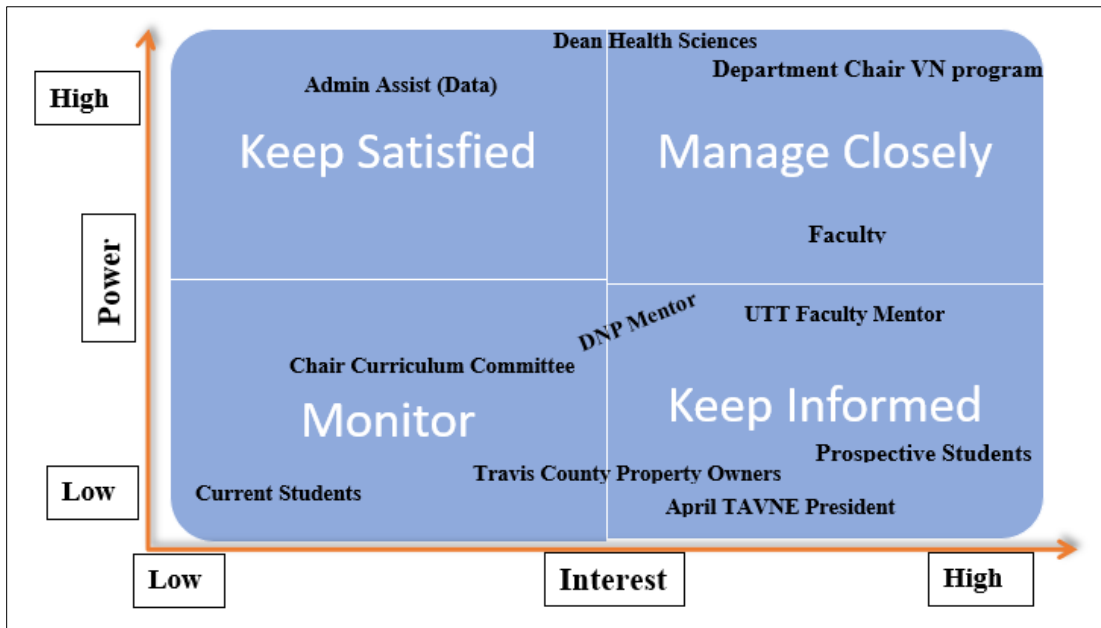 Dean Health Sciences
Department Chair VN program
High
Admin Assist (Data)
Keep Satisfied
Manage Closely
Power
Faculty
DNP Mentor
UTT Faculty Mentor
Chair Curriculum Committee
Monitor
Keep Informed
Prospective Students
Travis County Property Owners
Low
Current Students
April TAVNE President
Low
Interest
High